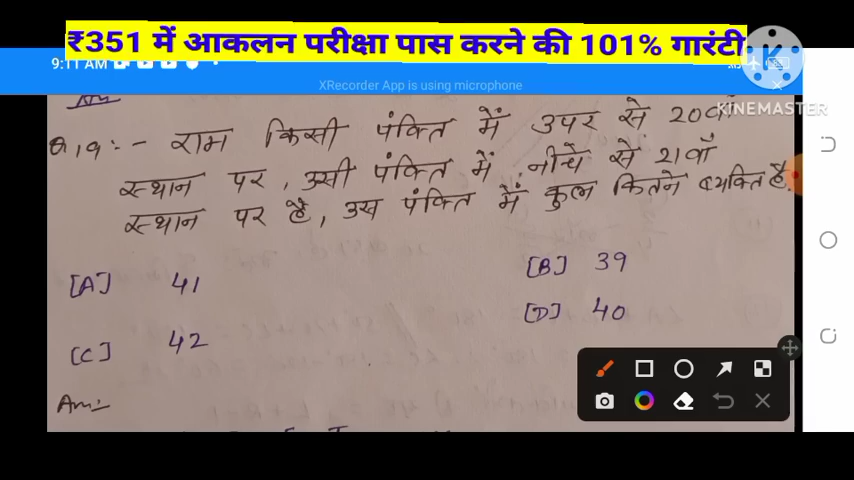 ₹351 में आकलन परीक्षा पास करने की 101% गारंटी
9:11 AM
XRecorder App is using microphone
KINEMASTER
Q.19:- राम किसी पंक्ति में उपर से 20वाँ
स्थान पर, उसी पंक्ति में, नीचे से 21वाँ
स्थान पर है, उस पंक्ति में कुल कितने व्यक्ति है.
[A] 41 [B] 39
[C] 42 [D] 40
Ans:-